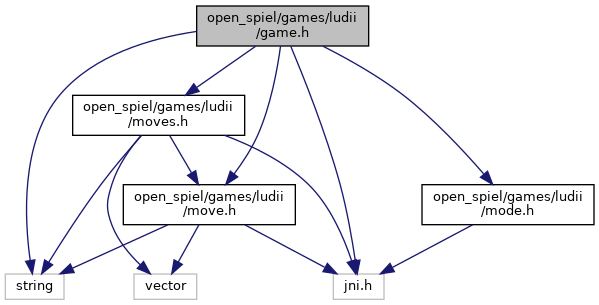 open_spiel/games/ludii
/game.h
open_spiel/games/ludii
/moves.h
open_spiel/games/ludii
/move.h
open_spiel/games/ludii
/mode.h
string
vector
jni.h